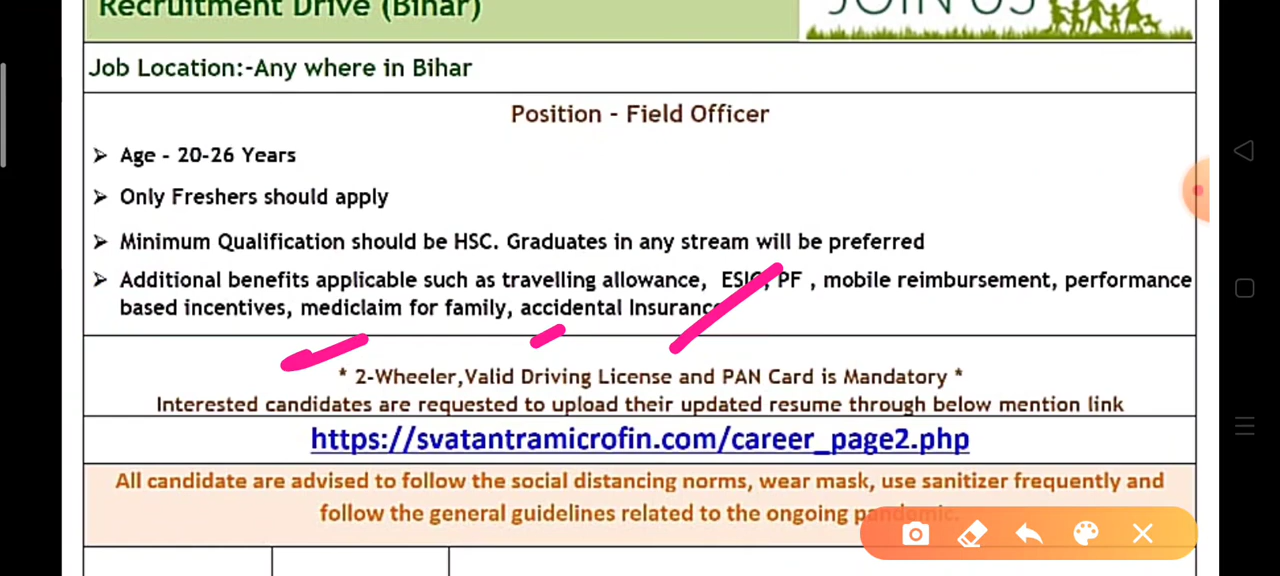 Recruitment Drive (Bihar)
JOIN US
Job Location:-Any where in Bihar
Position - Field Officer
➢ Age - 20-26 Years
➢ Only Freshers should apply
➢ Minimum Qualification should be HSC. Graduates in any stream will be preferred
➢ Additional benefits applicable such as travelling allowance, ESIC, PF , mobile reimbursement, performance
based incentives, mediclaim for family, accidental Insurance
* 2-Wheeler,Valid Driving License and PAN Card is Mandatory *
Interested candidates are requested to upload their updated resume through below mention link
https://svatantramicrofin.com/career_page2.php
All candidate are advised to follow the social distancing norms, wear mask, use sanitizer frequently and
follow the general guidelines related to the ongoing pandemic.